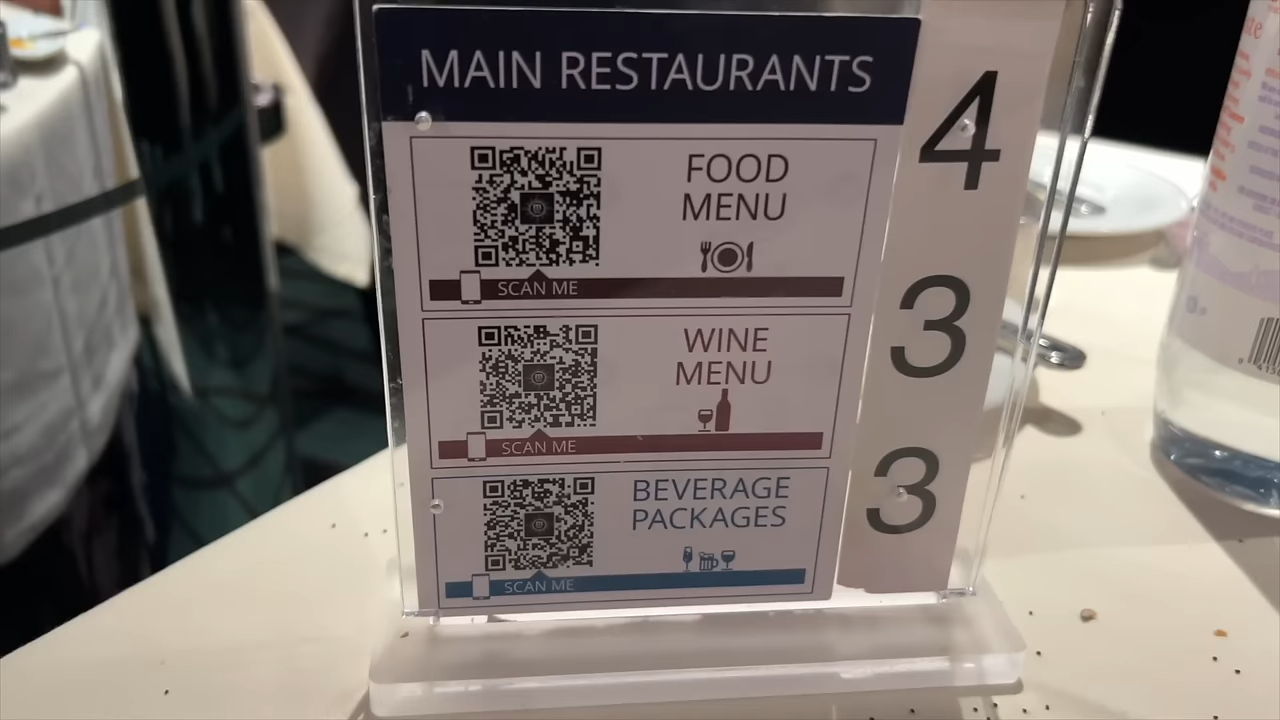 MAIN RESTAURANTS
FOOD
MENU
SCAN ME
WINE
MENU
SCAN ME
BEVERAGE
PACKAGES
SCAN ME
4
3
3